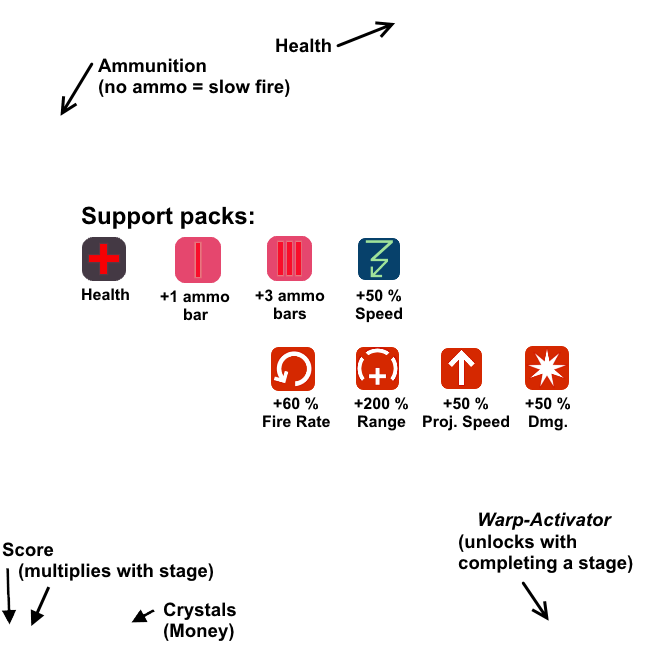 Health
Ammunition
(no ammo = slow fire)
Support packs:
Health
+1 ammo
bar
+3 ammo
bars
+50 %
Speed
+60 %
Fire Rate
+200 %
Range
+50 %
Proj. Speed
+50 %
Dmg.
Score
(multiplies with stage)
Crystals
(Money)
Warp-Activator
(unlocks with
completing a stage)